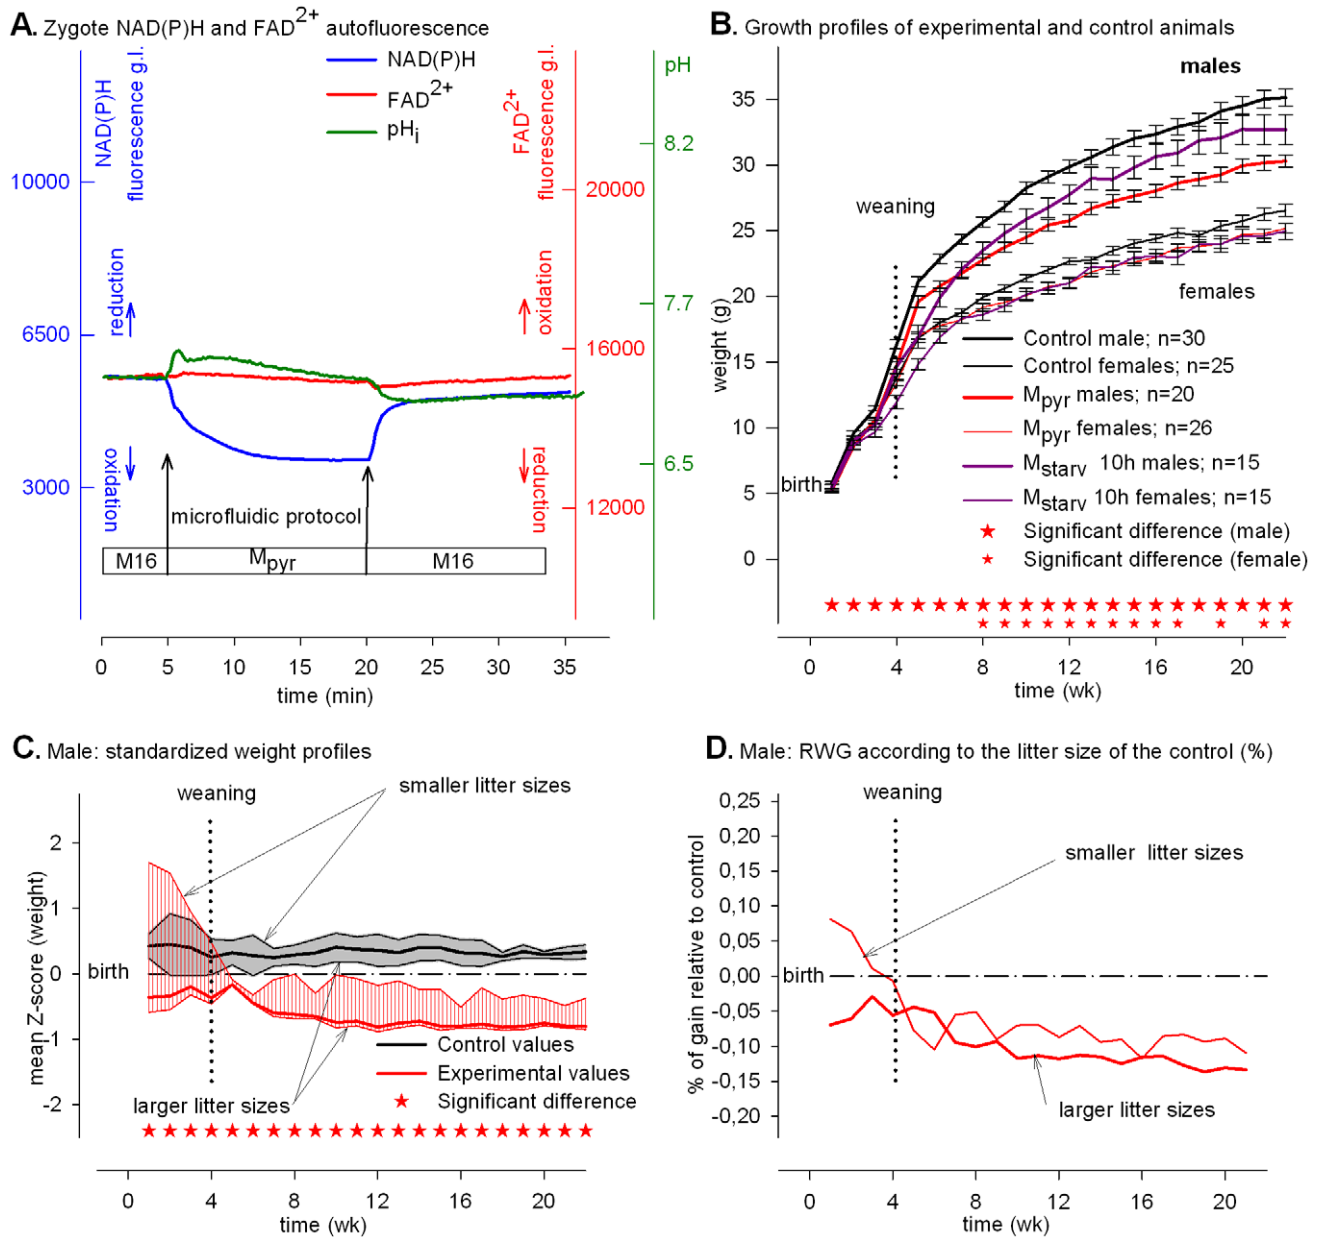 A. Zygote NAD(P)H and FAD2+ autofluorescence
NAD(P)H
fluorescence g.l.
NAD(P)H
FAD2+
pHi
FAD2+
fluorescence g.l.
pH
10000
6500
3000
reduction
oxidation
20000
16000
12000
oxidation
reduction
8.2
7.7
6.5
microfluidic protocol
M16
Mpyr
M16
0 5 10 15 20 25 30 35
time (min)
B. Growth profiles of experimental and control animals
males
weaning
females
weight (g)
35
30
25
20
15
10
5
0
birth
Control male; n=30
Control females; n=25
Mpyr males; n=20
Mpyr females; n=26
Mstarv 10h males; n=15
Mstarv 10h females; n=15
Significant difference (male)
Significant difference (female)
0 4 8 12 16 20
time (wk)
C. Male: standardized weight profiles
weaning
smaller litter sizes
mean Z-score (weight)
2
1
0
-1
-2
birth
Control values
Experimental values
Significant difference
larger litter sizes
0 4 8 12 16 20
time (wk)
D. Male: RWG according to the litter size of the control (%)
weaning
smaller litter sizes
% of gain relative to control
0,25
0,20
0,15
0,10
0,05
0,00
-0,05
-0,10
-0,15
-0,20
birth
larger litter sizes
0 4 8 12 16 20
time (wk)